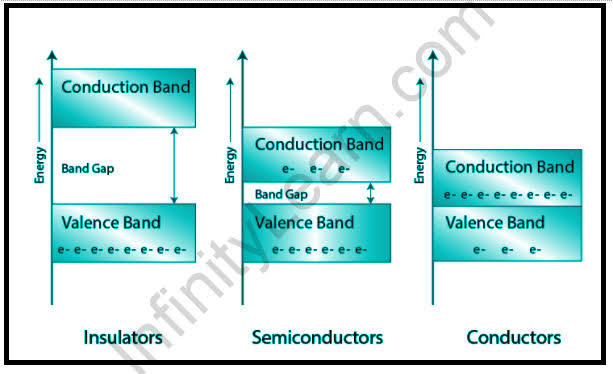 Conduction Band
Energy
Band Gap
Valence Band
e- e- e- e- e- e- e- e-
Insulators
Conduction Band
e- e- e-
Energy
Band Gap
Valence Band
e- e- e- e- e- e-
Semiconductors
Energy
Conduction Band
e- e- e- e- e- e- e- e-
Valence Band
e- e- e-
Conductors
InfinityLearn.com